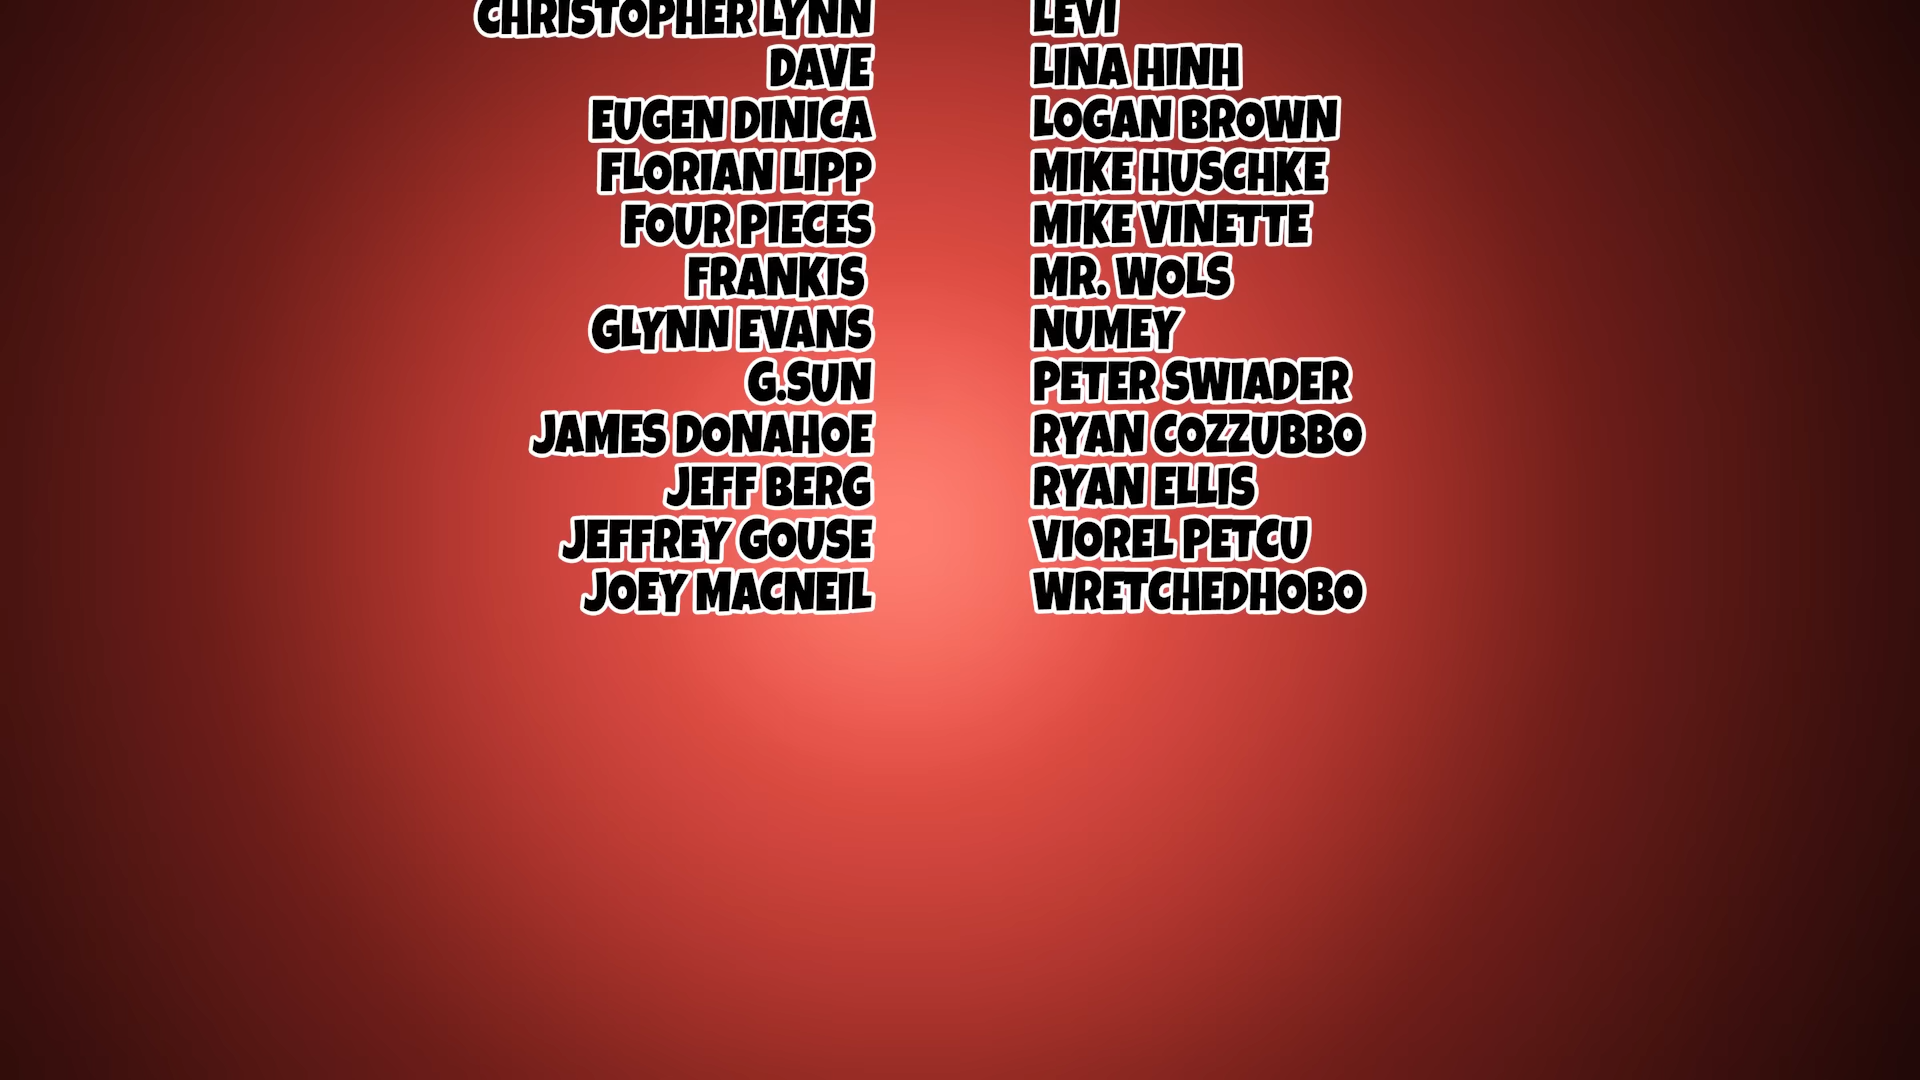 CHRISTOPHER LYNN
DAVE
EUGEN DINICA
FLORIAN LIPP
FOUR PIECES
FRANKIS
GLYNN EVANS
G.SUN
JAMES DONAHOE
JEFF BERG
JEFFREY GOUSE
JOEY MACNEIL
LEVI
LINA HINH
LOGAN BROWN
MIKE HUSCHKE
MIKE VINETTE
MR. WOLS
NUMEY
PETER SWIADER
RYAN COZZUBBO
RYAN ELLIS
VIOREL PETCU
WRETCHEDHOBO